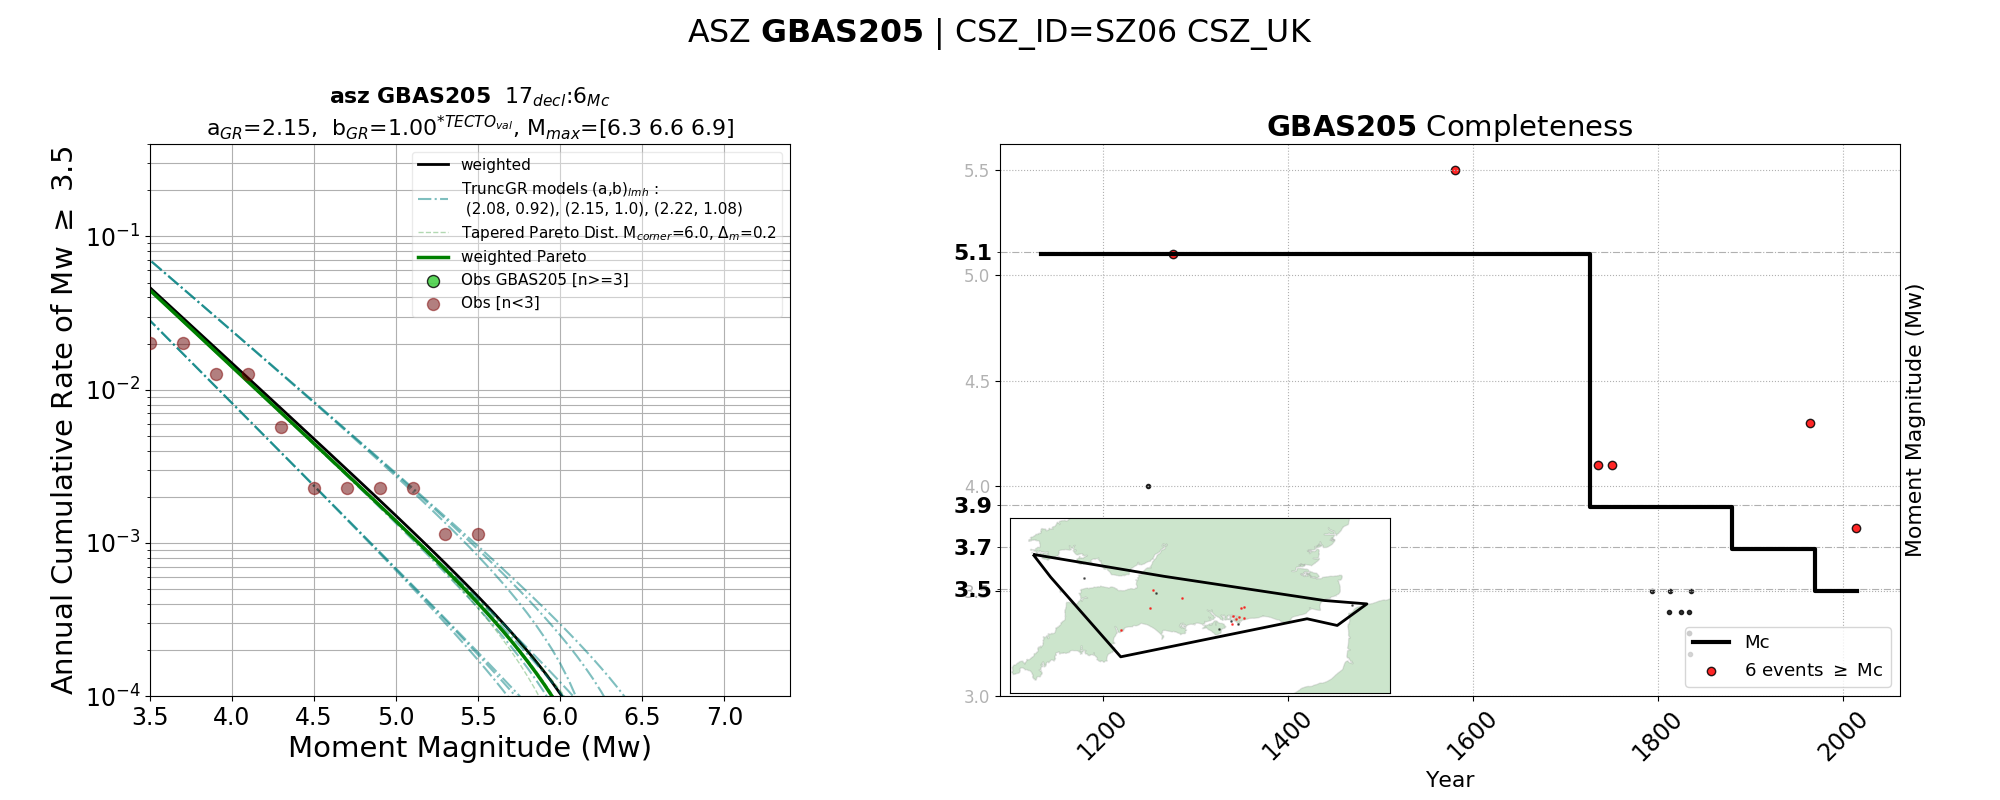 ASZ GBAS205 | CSZ_ID=SZ06 CSZ_UK
asz GBAS205 17decl:6Mc
aGR=2.15, bGR=1.00*TECTOval, Mmax=[6.3 6.6 6.9]
Annual Cumulative Rate of Mw ≥ 3.5
10−1
10−2
10−3
10−4
weighted
TruncGR models (a,b)lmh :
(2.08, 0.92), (2.15, 1.0), (2.22, 1.08)
Tapered Pareto Dist. Mcorner=6.0, Δm=0.2
weighted Pareto
Obs GBAS205 [n>=3]
Obs [n<3]
3.5 4.0 4.5 5.0 5.5 6.0 6.5 7.0
Moment Magnitude (Mw)
GBAS205 Completeness
5.5
5.1
5.0
4.5
4.0
3.9
3.7
3.5
3.0
Moment Magnitude (Mw)
Mc
6 events ≥ Mc
1200 1400 1600 1800 2000
Year